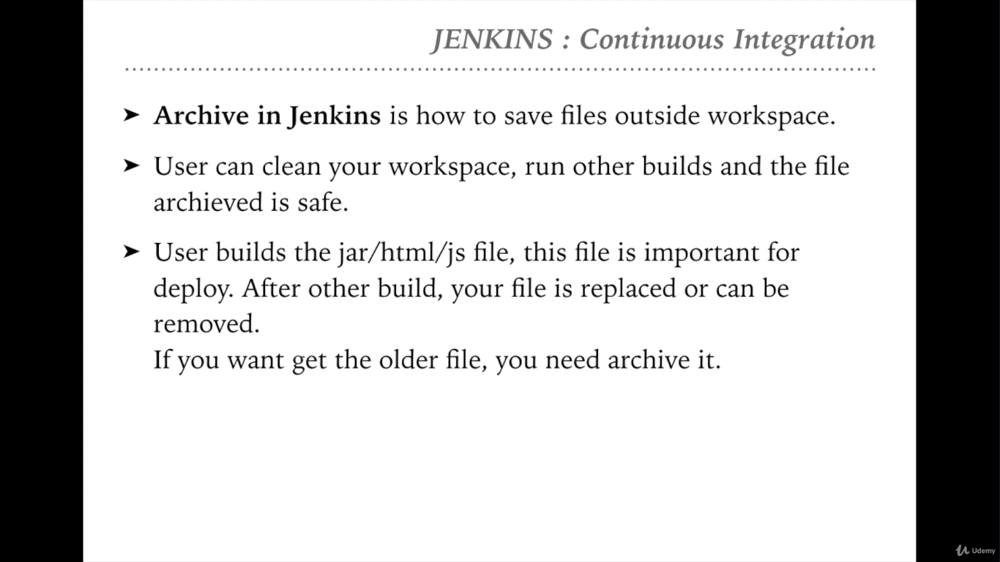 JENKINS : Continuous Integration
➤ Archive in Jenkins is how to save files outside workspace.
➤ User can clean your workspace, run other builds and the file
archieved is safe.
➤ User builds the jar/html/js file, this file is important for
deploy. After other build, your file is replaced or can be
removed.
If you want get the older file, you need archive it.
Udemy